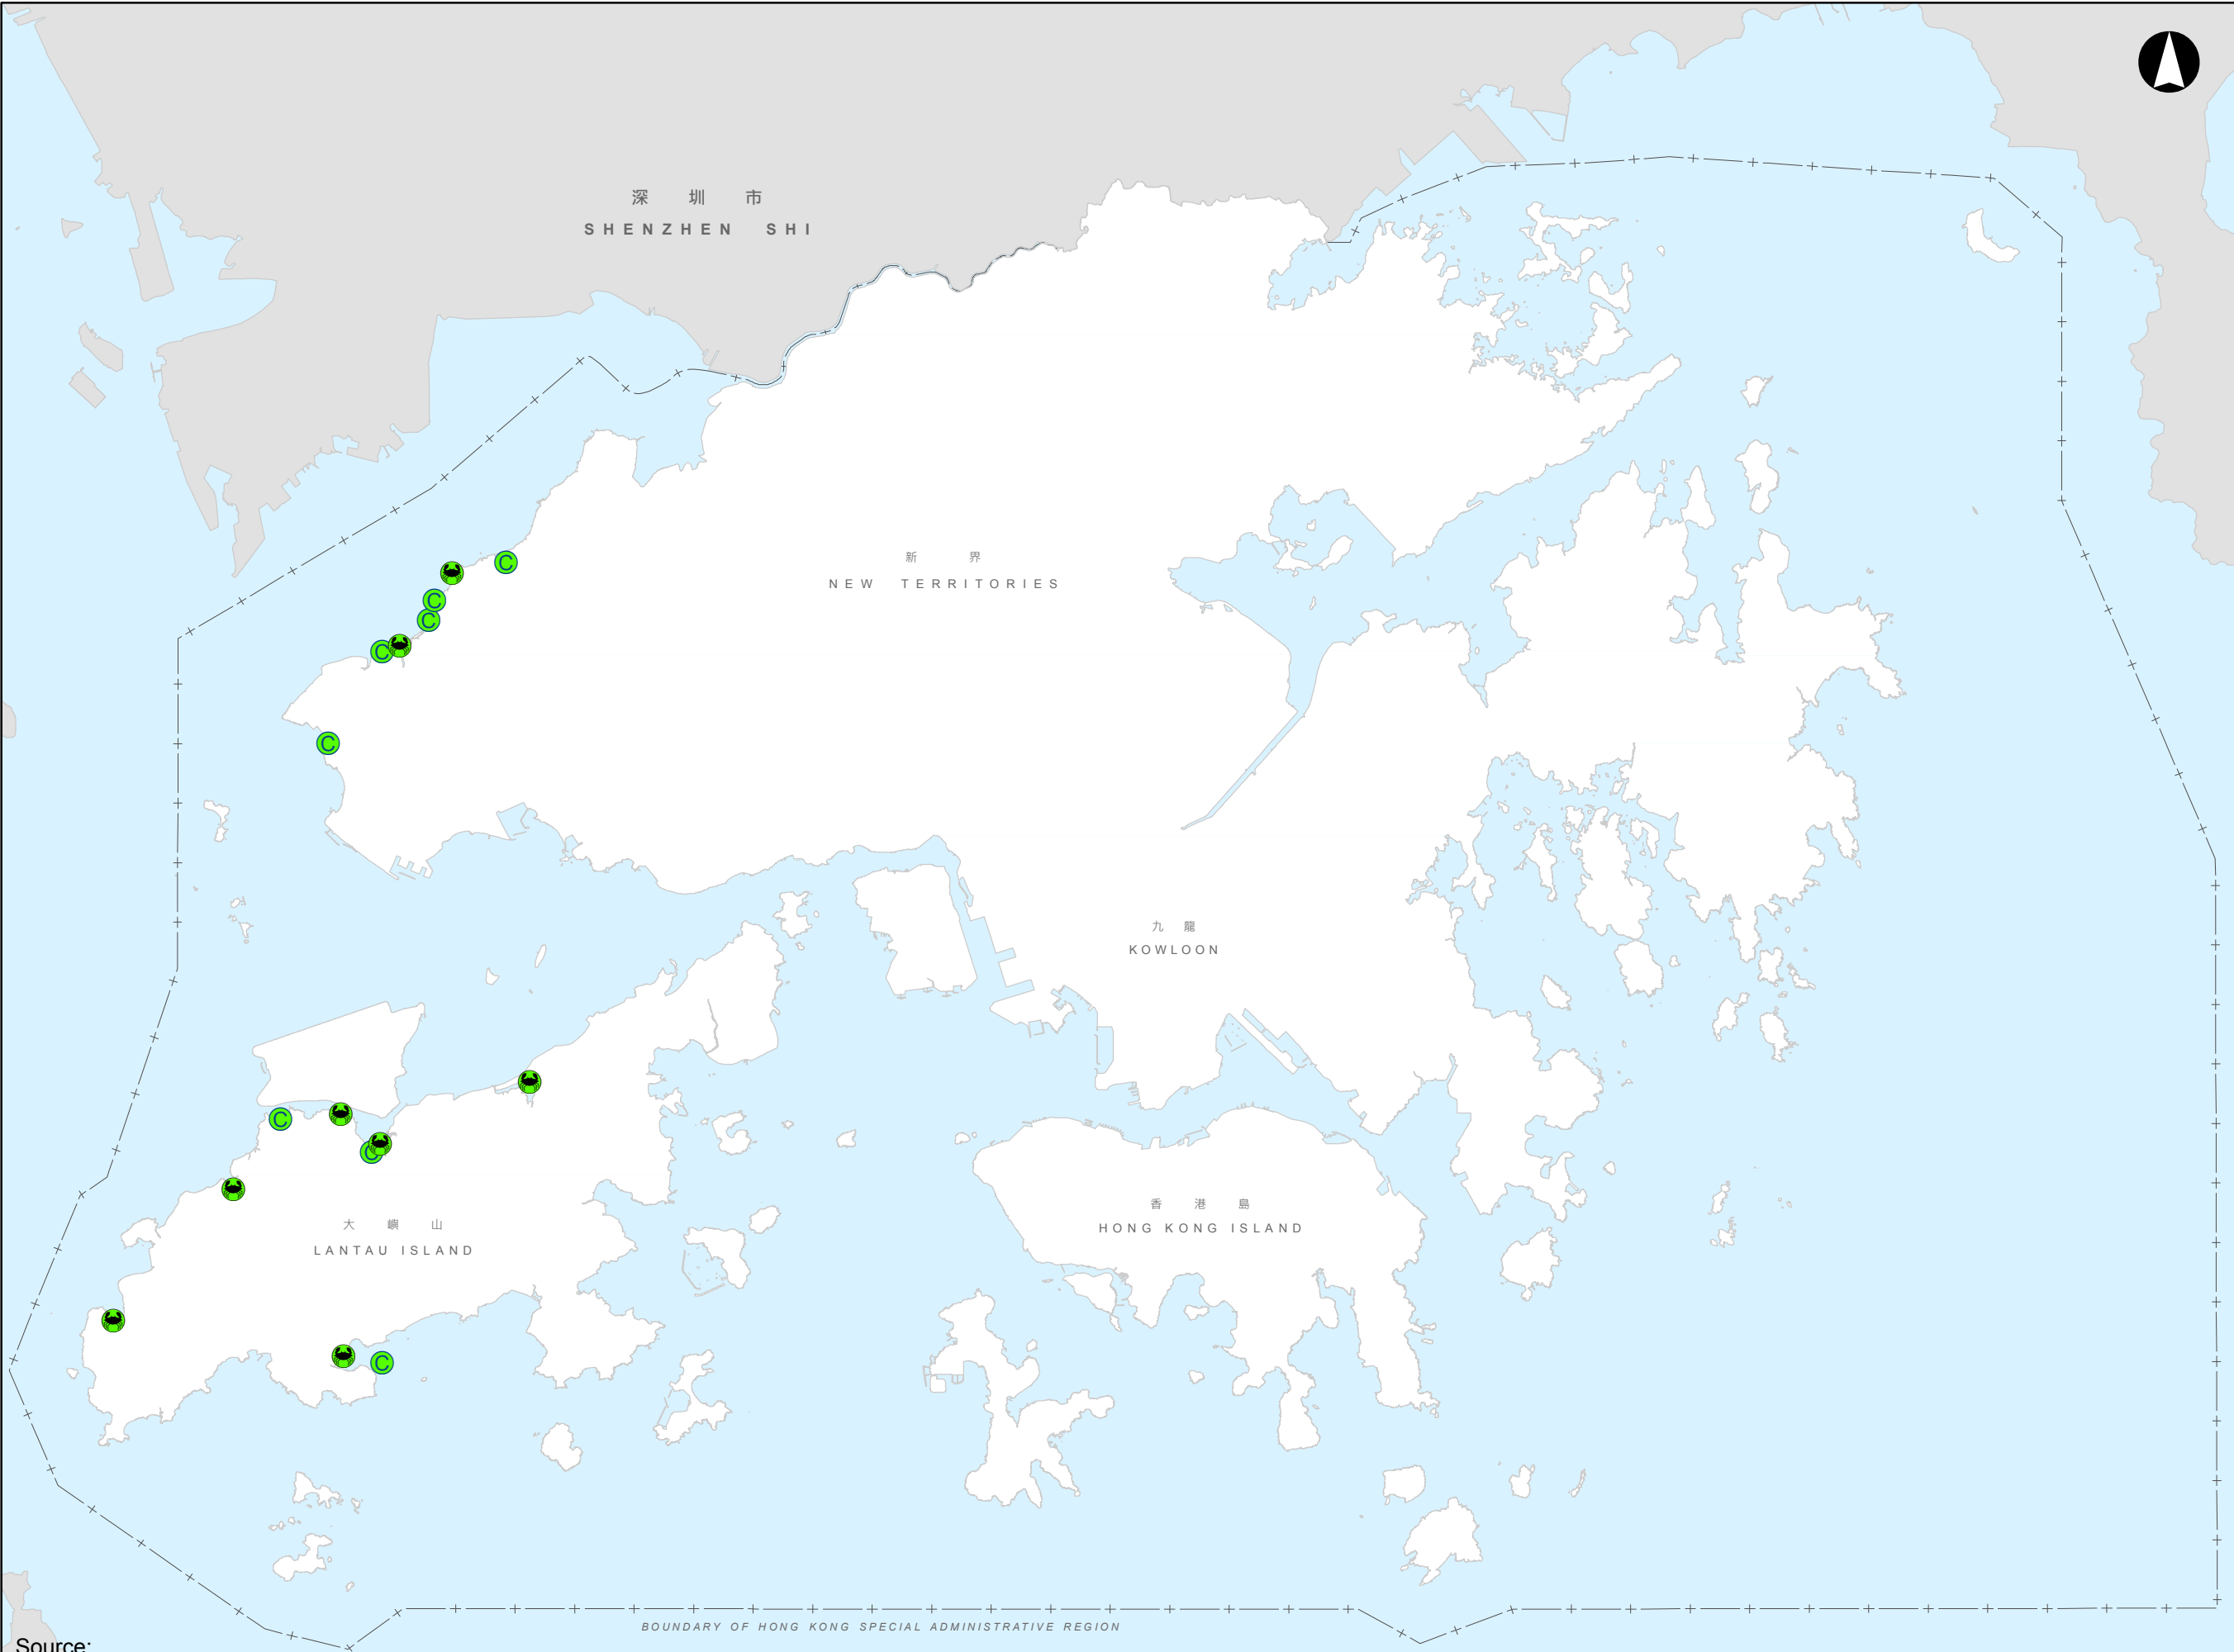 深 圳 市
SHENZHEN SHI
C
新 界
NEW TERRITORIES
C
C
C
C
九 龍
KOWLOON
C
C
香 港 島
HONG KONG ISLAND
大 嶼 山
LANTAU ISLAND
C
BOUNDARY OF HONG KONG SPECIAL ADMINISTRATIVE REGION
Source: